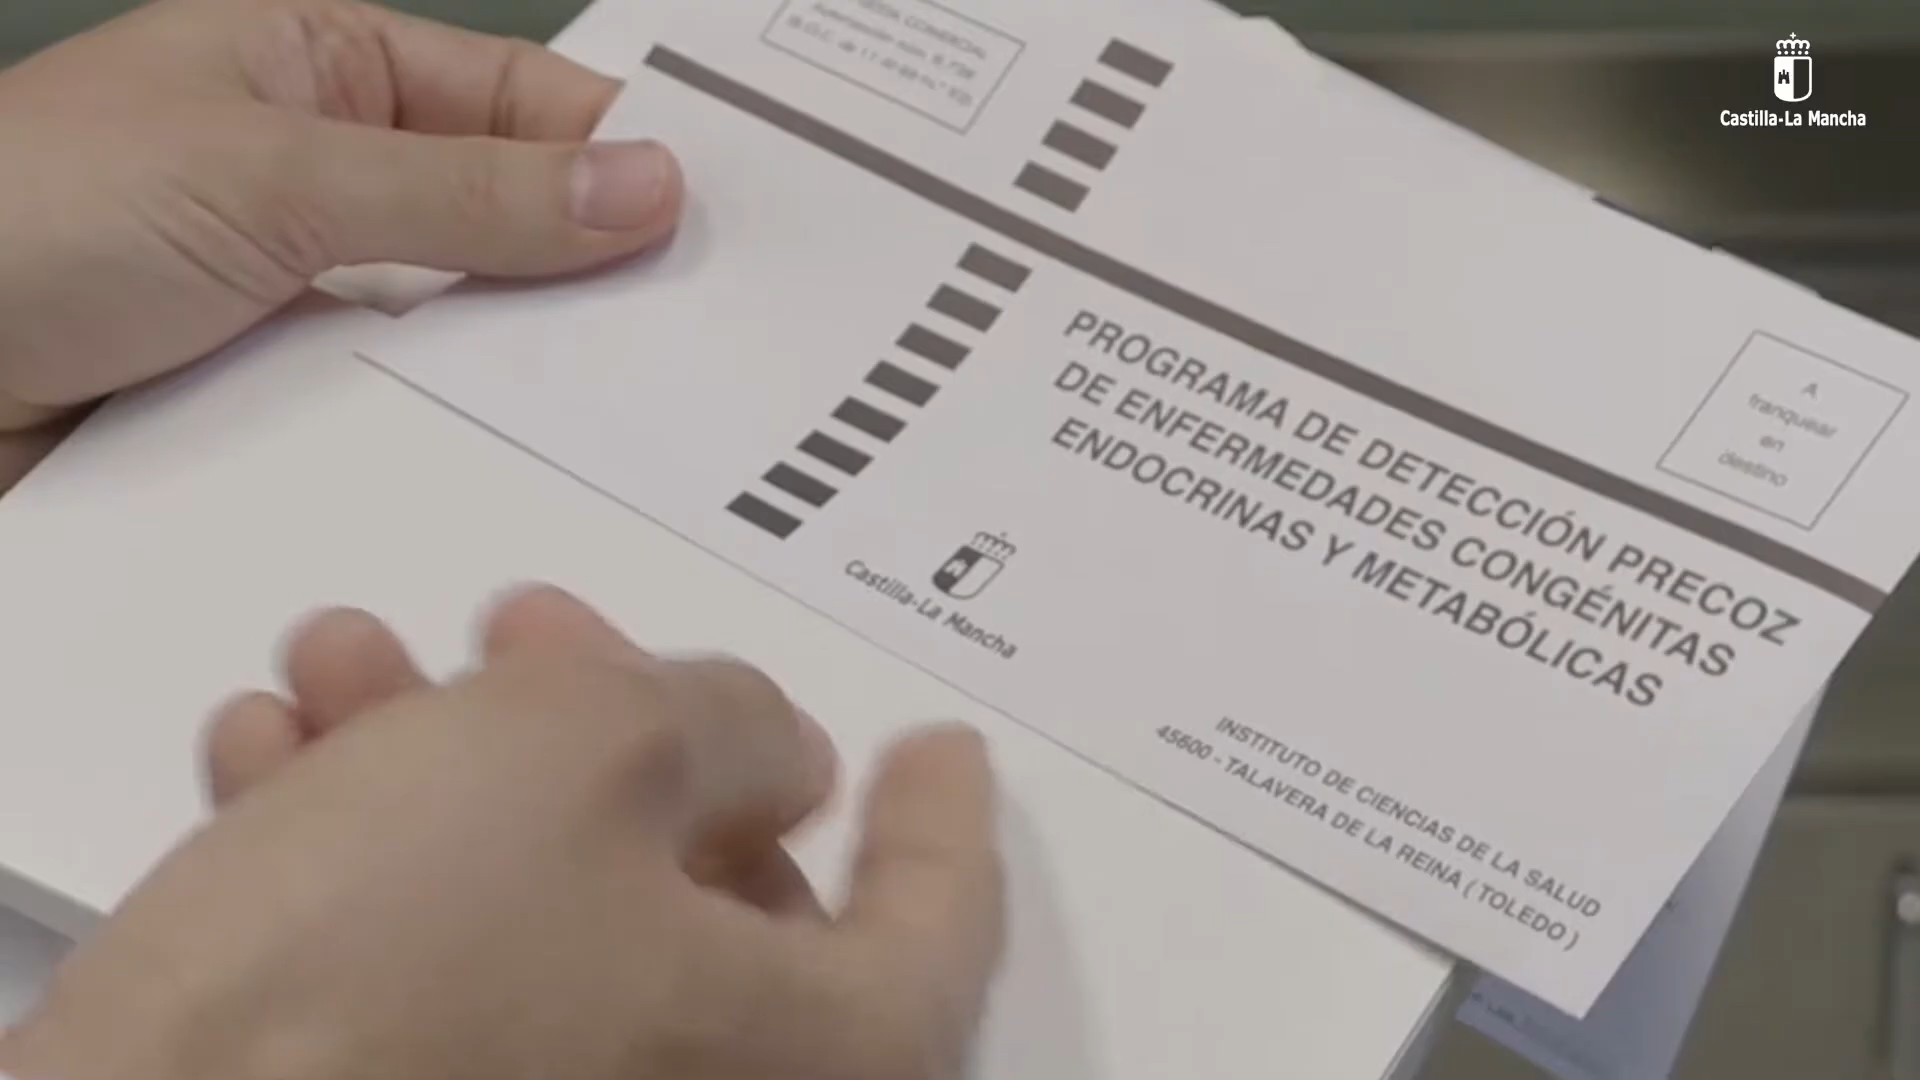 Castilla-La Mancha
A
franquear
en
destino
PROGRAMA DE DETECCIÓN PRECOZ
DE ENFERMEDADES CONGÉNITAS
ENDOCRINAS Y METABÓLICAS
Castilla-La Mancha
INSTITUTO DE CIENCIAS DE LA SALUD
45600 - TALAVERA DE LA REINA ( TOLEDO )